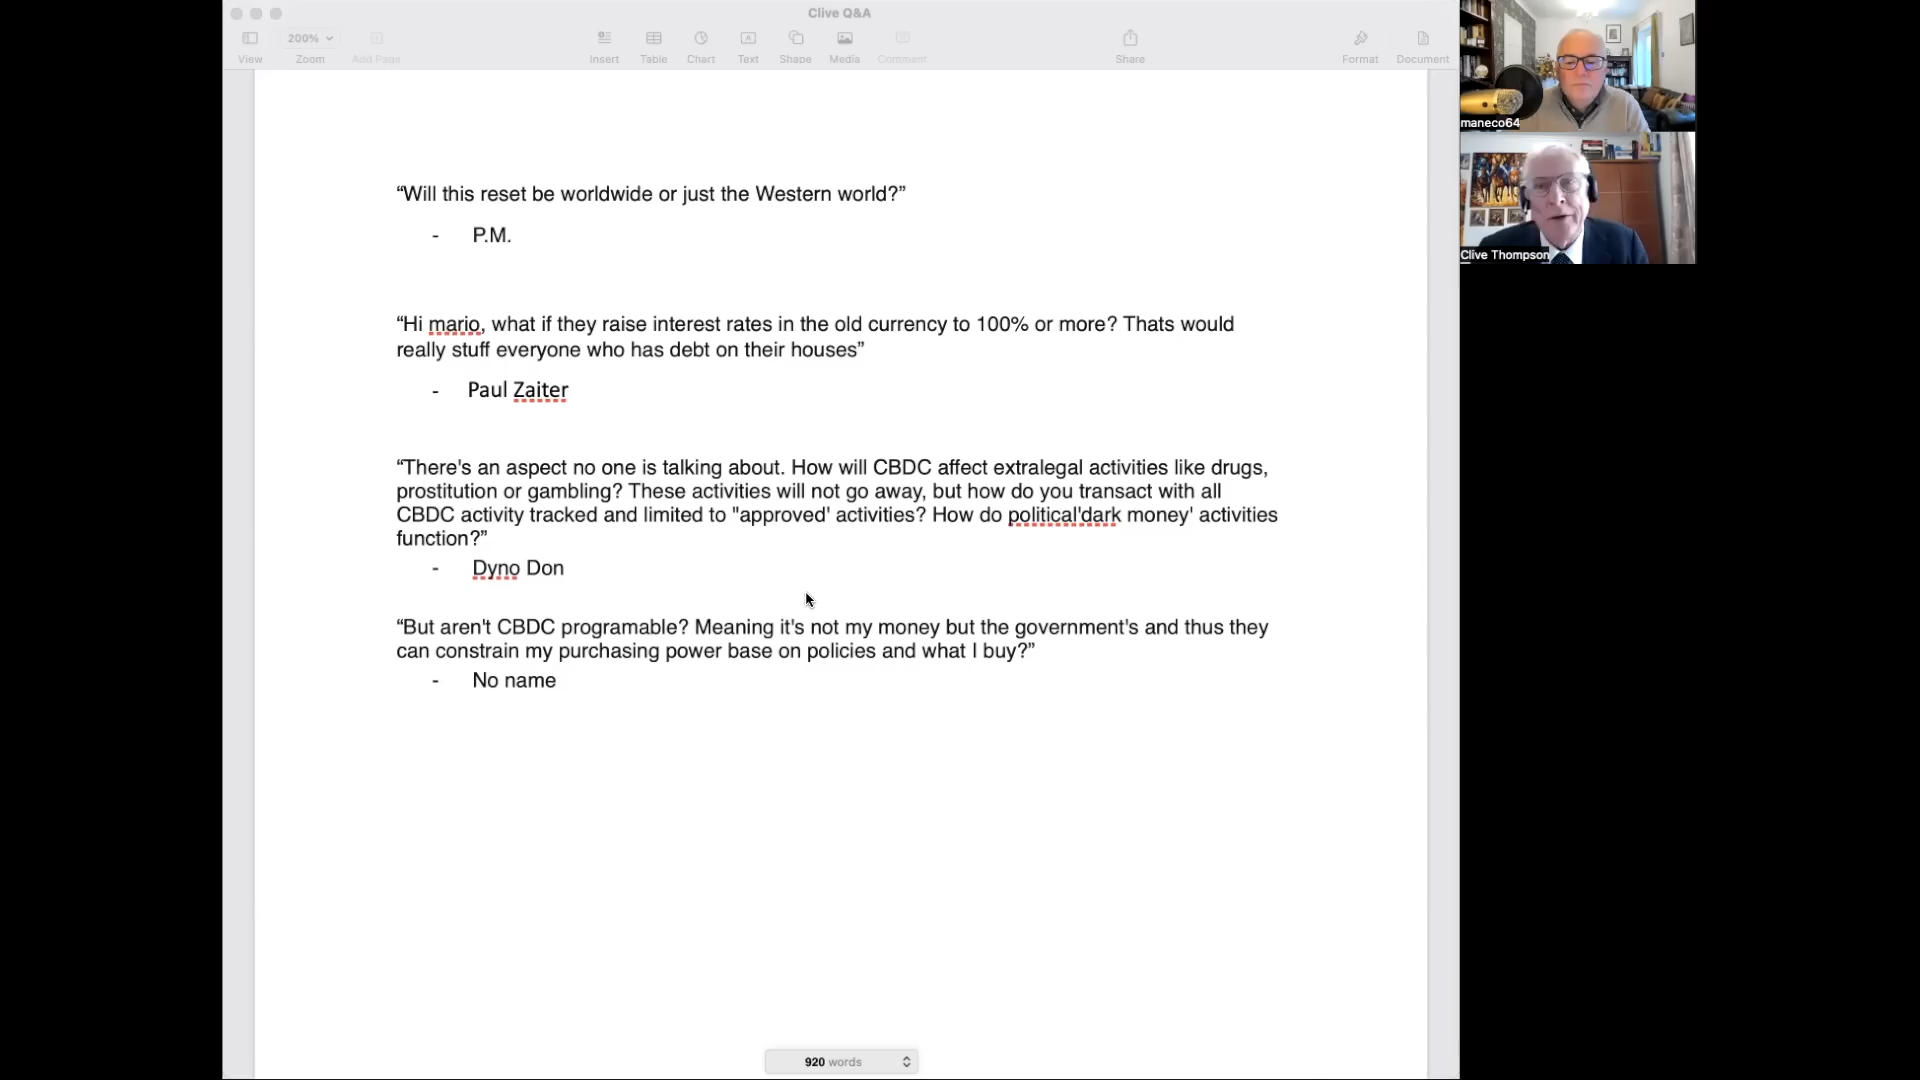 Clive Q&A
200%
View
Zoom
Add Page
Insert
Table
Chart
Text
Shape
Media
Comment
Share
Format
Document
maneco64
Clive Thompson
“Will this reset be worldwide or just the Western world?”
- P.M.
“Hi mario, what if they raise interest rates in the old currency to 100% or more? Thats would
really stuff everyone who has debt on their houses”
- Paul Zaiter
“There's an aspect no one is talking about. How will CBDC affect extralegal activities like drugs,
prostitution or gambling? These activities will not go away, but how do you transact with all
CBDC activity tracked and limited to "approved' activities? How do political'dark money' activities
function?”
- Dyno Don
“But aren't CBDC programable? Meaning it's not my money but the government's and thus they
can constrain my purchasing power base on policies and what I buy?”
- No name
920 words